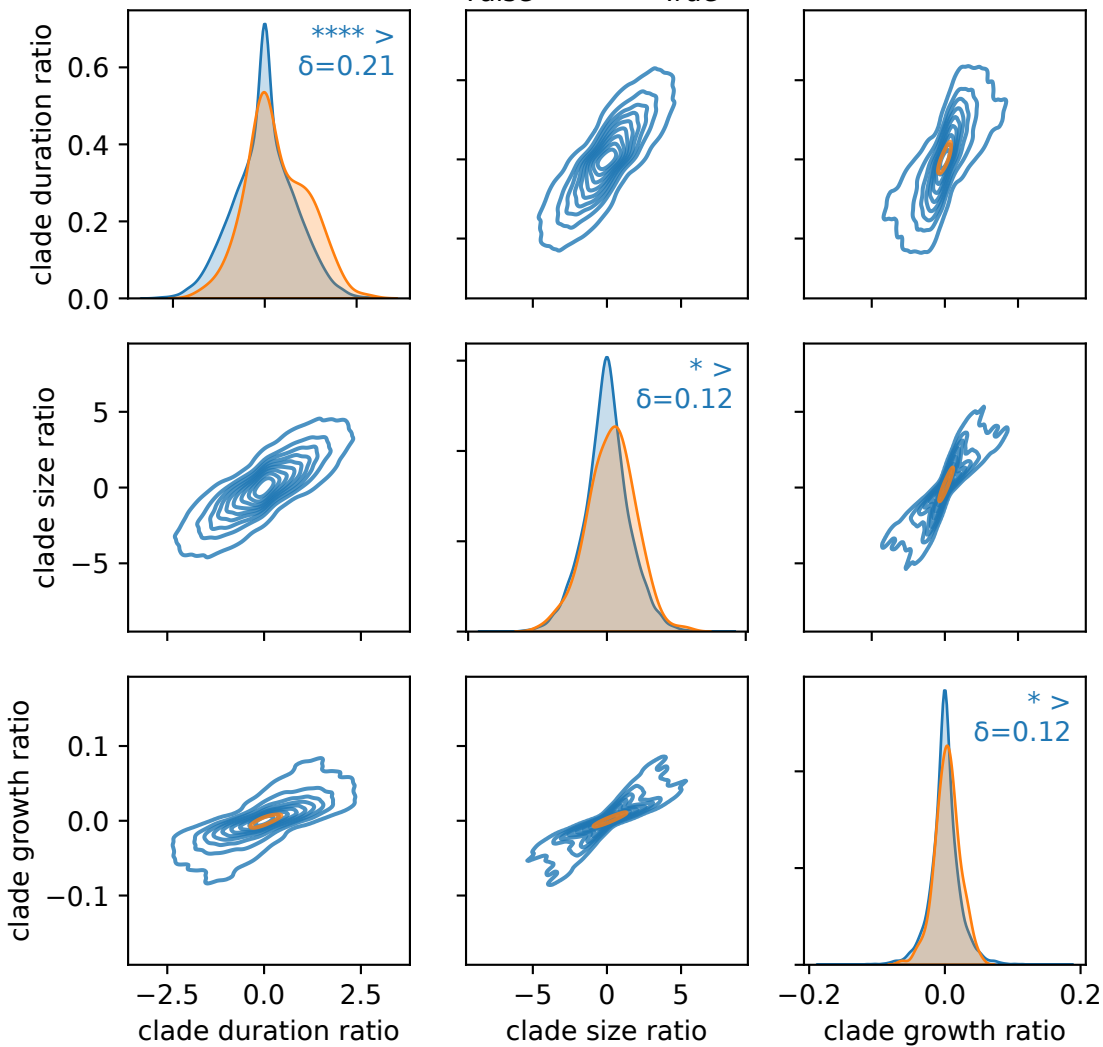 **** >
δ=0.21
clade duration ratio
0.6
0.4
0.2
0.0
* >
δ=0.12
clade size ratio
5
0
−5
* >
δ=0.12
clade growth ratio
0.1
0.0
−0.1
−2.5 0.0 2.5
−5 0 5
−0.2 0.0 0.2
clade duration ratio
clade size ratio
clade growth ratio